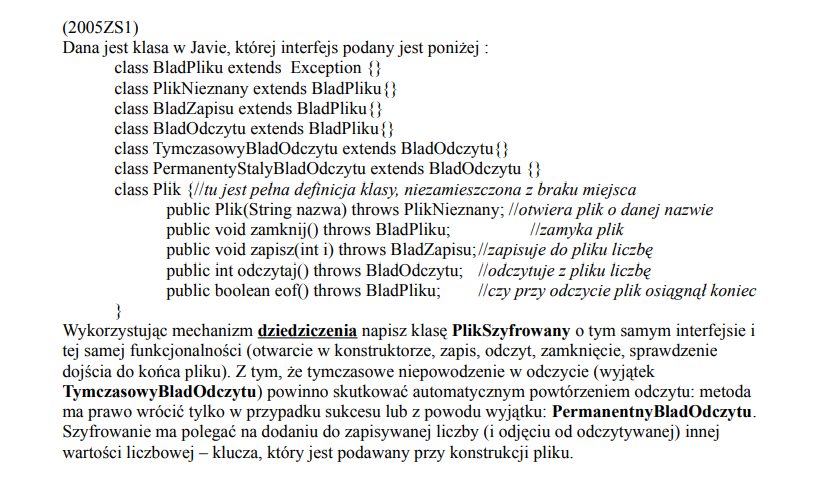 (2005ZS1)
Dana jest klasa w Javie, której interfejs podany jest poniżej :
class BladPliku extends Exception {}
class PlikNieznany extends BladPliku{}
class BladZapisu extends BladPliku{}
class BladOdczytu extends BladPliku{}
class TymczasowyBladOdczytu extends BladOdczytu{}
class PermanentyStalyBladOdczytu extends BladOdczytu {}
class Plik {//tu jest pełna definicja klasy, niezamieszczona z braku miejsca
public Plik(String nazwa) throws PlikNieznany; //otwiera plik o danej nazwie
public void zamknij() throws BladPliku; //zamyka plik
public void zapisz(int i) throws BladZapisu; //zapisuje do pliku liczbę
public int odczytaj() throws BladOdczytu; //odczytuje z pliku liczbę
public boolean eof() throws BladPliku; //czy przy odczycie plik osiągnął koniec
}
Wykorzystując mechanizm dziedziczenia napisz klasę PlikSzyfrowany o tym samym interfejsie i
tej samej funkcjonalności (otwarcie w konstruktorze, zapis, odczyt, zamknięcie, sprawdzenie
dojścia do końca pliku). Z tym, że tymczasowe niepowodzenie w odczycie (wyjątek
TymczasowyBladOdczytu) powinno skutkować automatycznym powtórzeniem odczytu: metoda
ma prawo wrócić tylko w przypadku sukcesu lub z powodu wyjątku: PermanentnyBladOdczytu.
Szyfrowanie ma polegać na dodaniu do zapisywanej liczby (i odjęciu od odczytywanej) innej
wartości liczbowej – klucza, który jest podawany przy konstrukcji pliku.